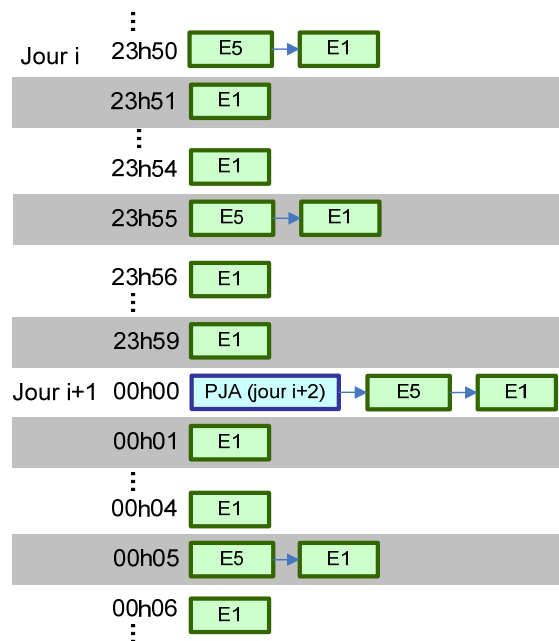 Jour i 23h50 E5 E1
23h51 E1
23h54 E1
23h55 E5 E1
23h56 E1
23h59 E1
Jour i+1 00h00 PJA (jour i+2) E5 E1
00h01 E1
00h04 E1
00h05 E5 E1
00h06 E1